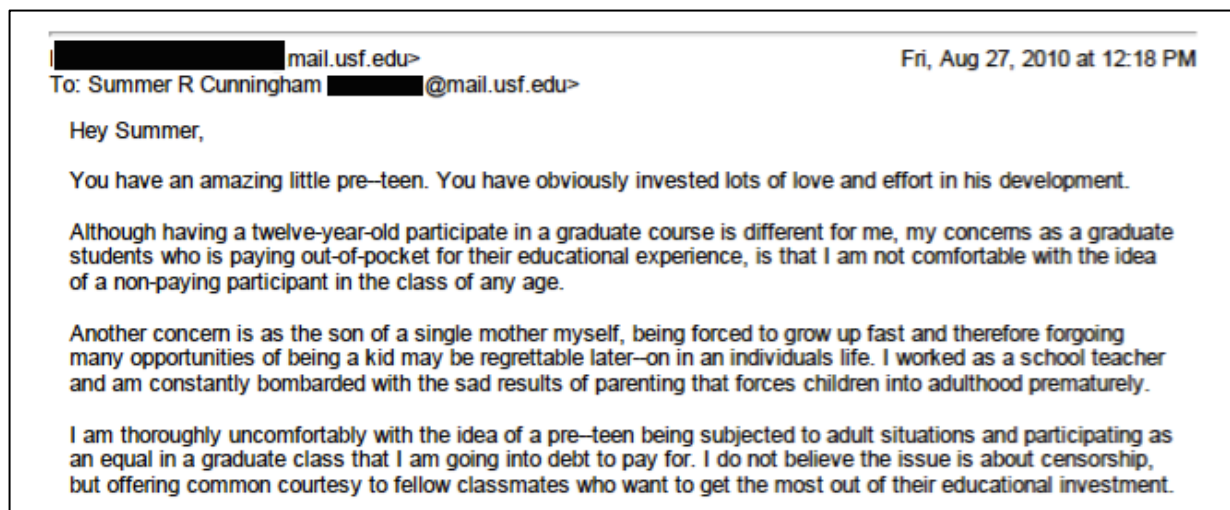 mail.usf.edu> Fri, Aug 27, 2010 at 12:18 PM
To: Summer R Cunningham @mail.usf.edu>
Hey Summer,
You have an amazing little pre--teen. You have obviously invested lots of love and effort in his development.
Although having a twelve-year-old participate in a graduate course is different for me, my concerns as a graduate
students who is paying out-of-pocket for their educational experience, is that I am not comfortable with the idea
of a non-paying participant in the class of any age.
Another concern is as the son of a single mother myself, being forced to grow up fast and therefore forgoing
many opportunities of being a kid may be regrettable later--on in an individuals life. I worked as a school teacher
and am constantly bombarded with the sad results of parenting that forces children into adulthood prematurely.
I am thoroughly uncomfortably with the idea of a pre--teen being subjected to adult situations and participating as
an equal in a graduate class that I am going into debt to pay for. I do not believe the issue is about censorship,
but offering common courtesy to fellow classmates who want to get the most out of their educational investment.